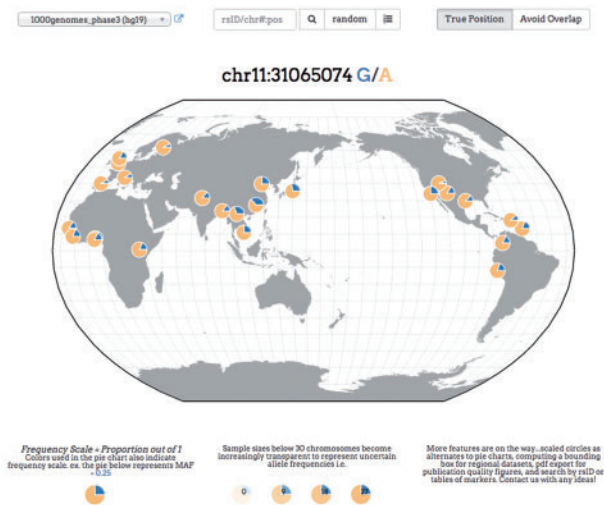 1000genomes_phase3 (hg19)
rsID/chr#:pos
random
True Position
Avoid Overlap
chr11:31065074 G/A
Frequency Scale = Proportion out of 1
Colors used in the pie chart also indicate
frequency scale. ex. the pie below represents MAF
= 0.25
Sample sizes below 30 chromosomes become
increasingly transparent to represent uncertain
allele frequencies i.e.
0
9
18
27
More features are on the way...scaled circles as
alternates to pie charts, computing a bounding
box for regional datasets, pdf export for
publication quality figures, and search by rsID or
tables of markers. Contact us with any ideas!